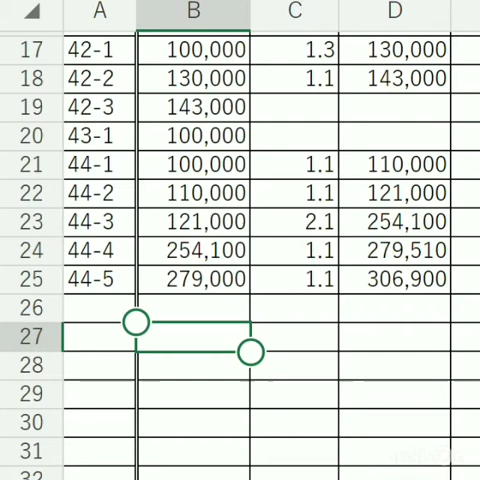 A B C D
17 42-1 100,000 1.3 130,000
18 42-2 130,000 1.1 143,000
19 42-3 143,000
20 43-1 100,000
21 44-1 100,000 1.1 110,000
22 44-2 110,000 1.1 121,000
23 44-3 121,000 2.1 254,100
24 44-4 254,100 1.1 279,510
25 44-5 279,000 1.1 306,900
26
27
28
29
30
31
32